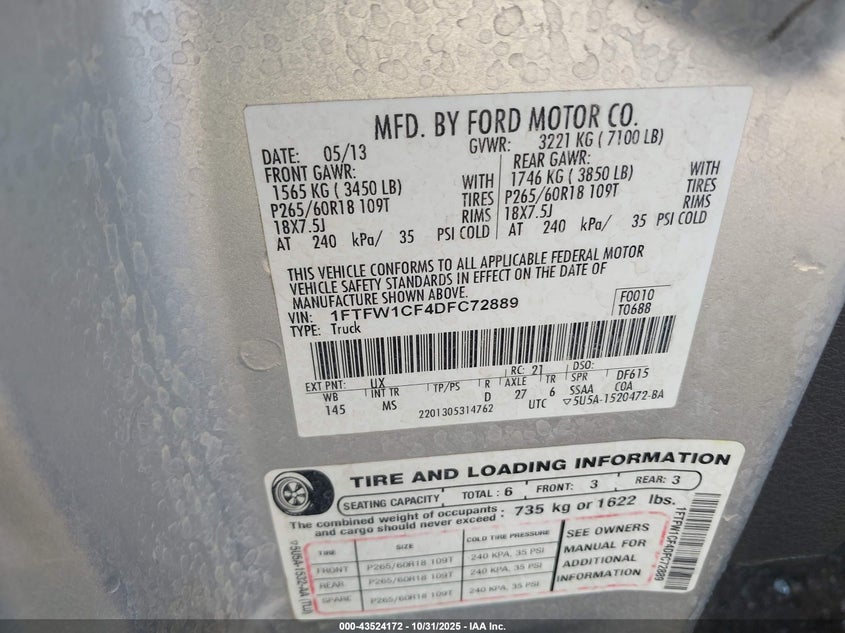 MFD. BY FORD MOTOR CO.
DATE: 05/13 GVWR: 3221 KG ( 7100 LB)
FRONT GAWR: REAR GAWR:
1565 KG ( 3450 LB) WITH 1746 KG ( 3850 LB) WITH
P265/60R18 109T TIRES P265/60R18 109T TIRES
18X7.5J RIMS 18X7.5J RIMS
AT 240 kPa/ 35 PSI COLD AT 240 kPa/ 35 PSI COLD
THIS VEHICLE CONFORMS TO ALL APPLICABLE FEDERAL MOTOR
VEHICLE SAFETY STANDARDS IN EFFECT ON THE DATE OF
MANUFACTURE SHOWN ABOVE.
VIN: 1FTFW1CF4DFC72889 F0010
TYPE: Truck T0688
EXT PNT: UX RC: 21 DSO:
WB INT TR TP/PS R AXLE TR SPR DF615
145 MS D 27 6 SSAA COA
2201305314762 UTC ▽5U5A-1520472-BA
TIRE AND LOADING INFORMATION
SEATING CAPACITY TOTAL : 6 FRONT: 3 REAR: 3
The combined weight of occupants and cargo should never exceed : 735 kg or 1622 lbs.
TIRE SIZE COLD TIRE PRESSURE
FRONT P265/60R18 109T 240 KPA, 35 PSI
REAR P265/60R18 109T 240 KPA, 35 PSI
SPARE P265/60R18 109T 240 KPA, 35 PSI
SEE OWNERS
MANUAL FOR
ADDITIONAL
INFORMATION
1FTFW1CF4DFC72889
000-43524172 - 10/31/2025 - IAA Inc.